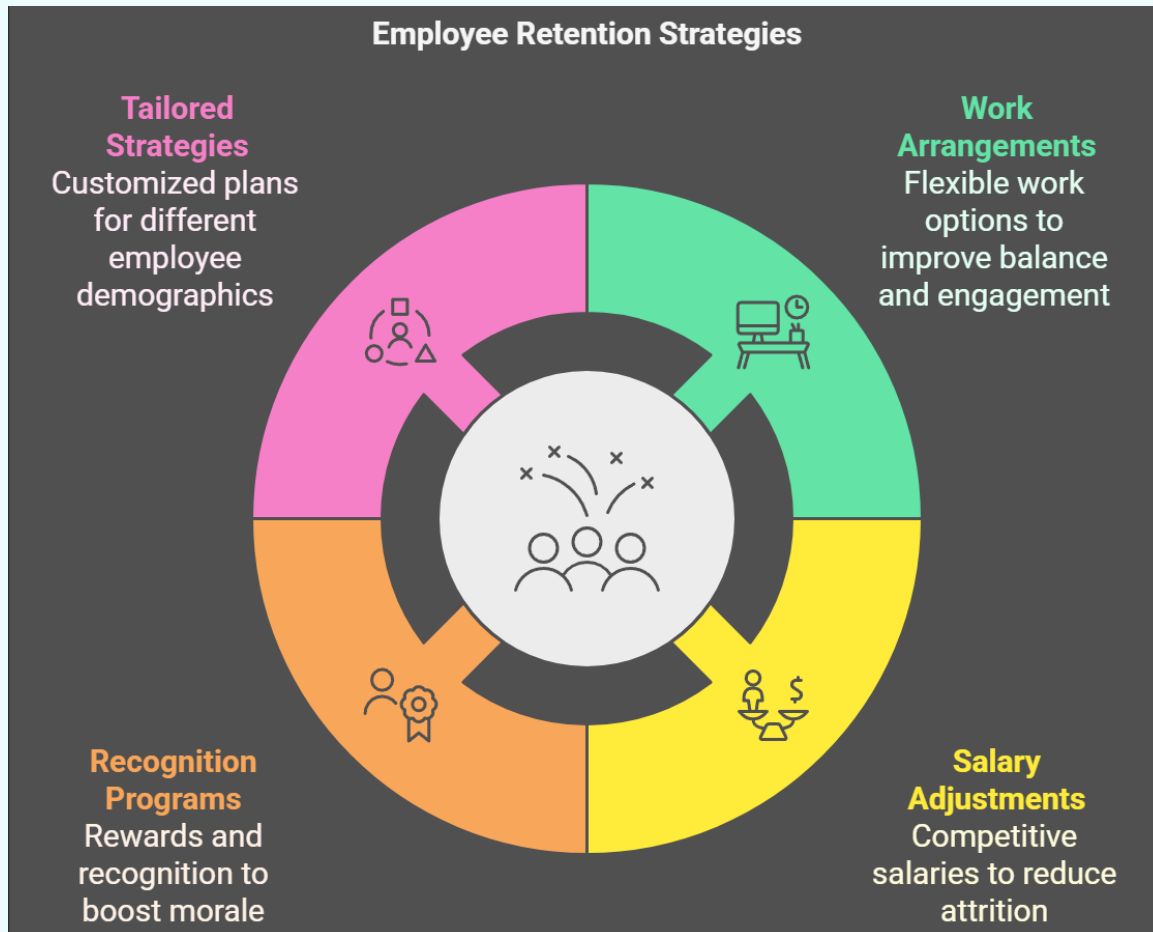 Employee Retention Strategies
Tailored
Strategies
Customized plans
for different
employee
demographics
Work
Arrangements
Flexible work
options to
improve balance
and engagement
$
Recognition
Programs
Rewards and
recognition to
boost morale
Salary
Adjustments
Competitive
salaries to reduce
attrition